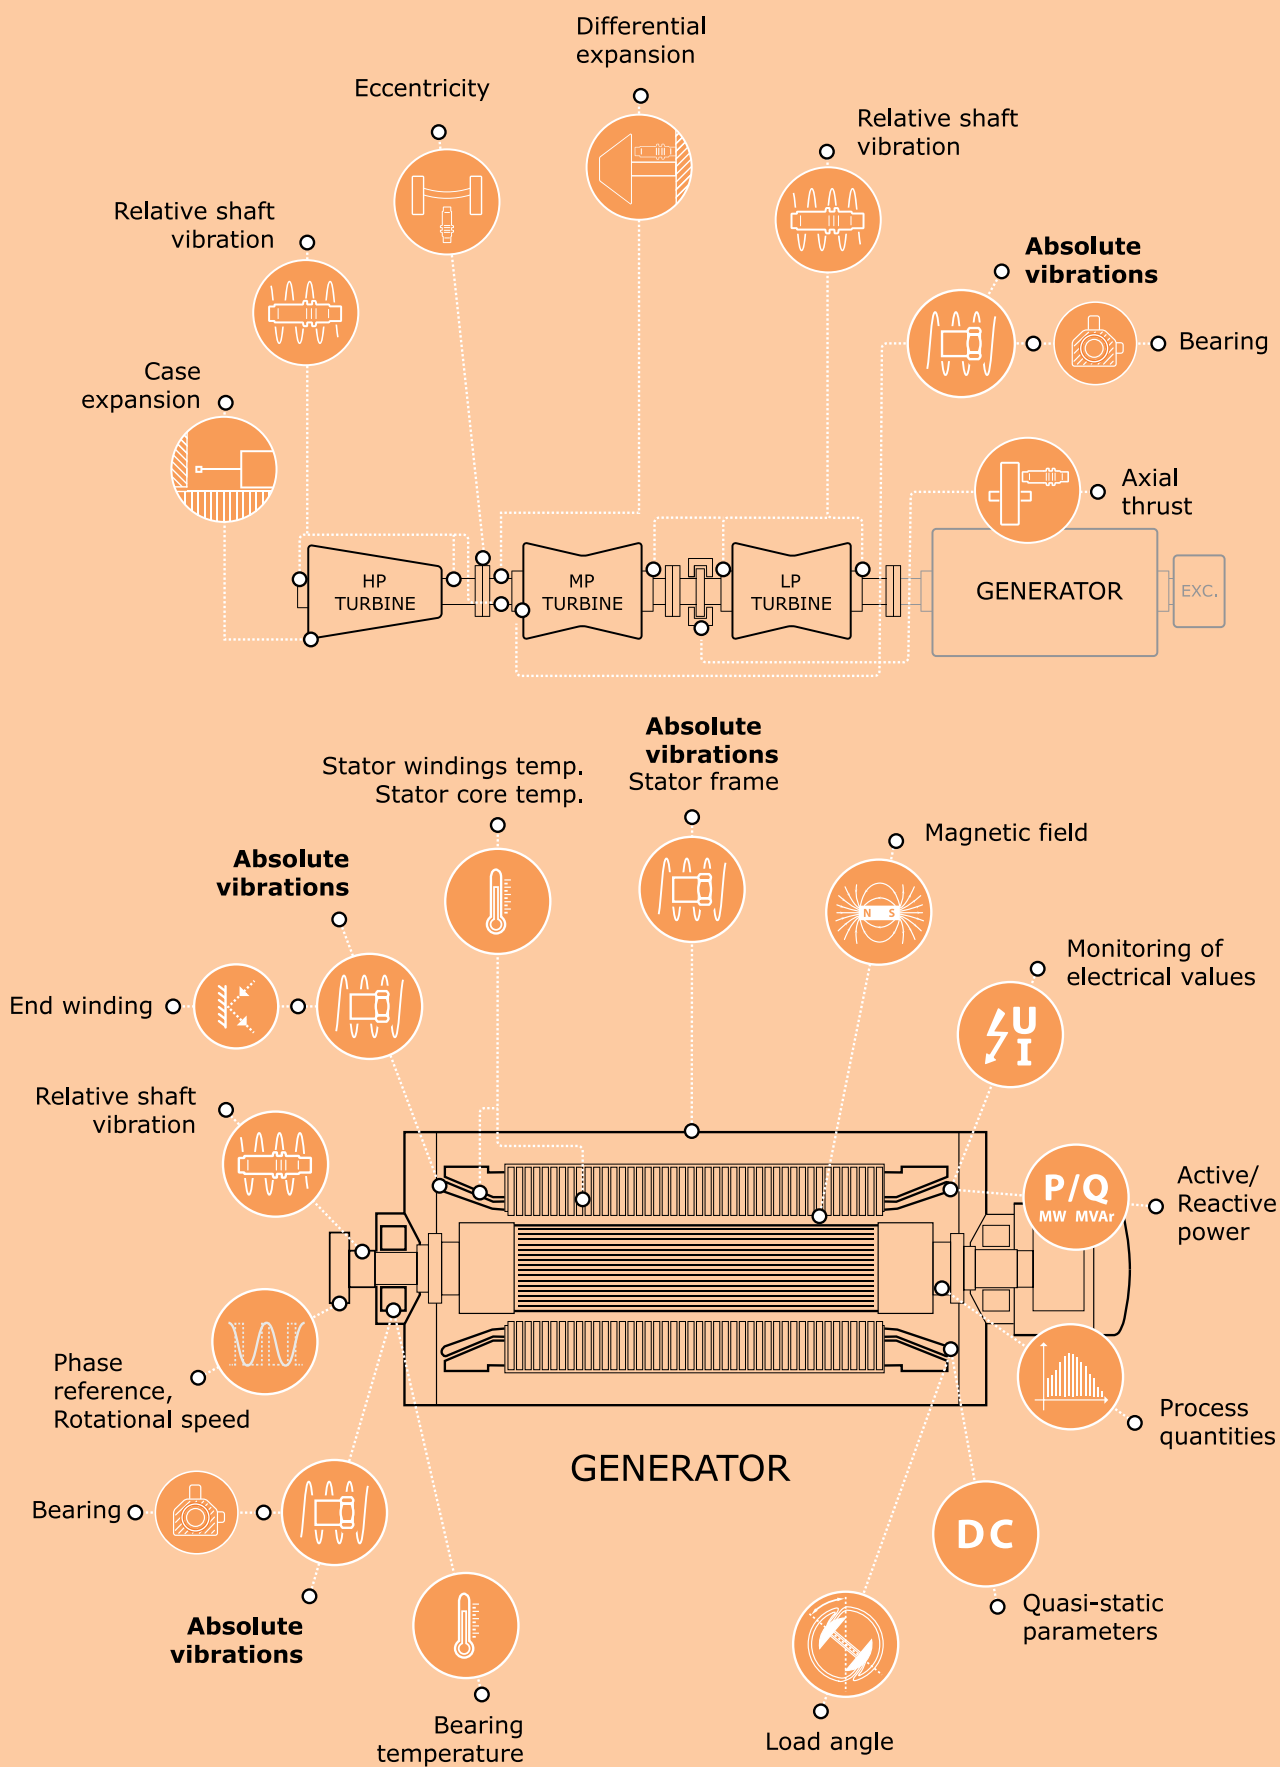 Differential
expansion
Eccentricity
Relative shaft
vibration
Relative shaft
vibration
Absolute
vibrations
Bearing
Case
expansion
Axial
thrust
HP
TURBINE
MP
TURBINE
LP
TURBINE
GENERATOR
EXC.
Absolute
vibrations
Stator frame
Stator windings temp.
Stator core temp.
Magnetic field
Absolute
vibrations
N S
Monitoring of
electrical values
End winding
U
I
Relative shaft
vibration
P/Q
MW MVAr
Active/
Reactive
power
Phase
reference,
Rotational speed
Process
quantities
GENERATOR
Bearing
DC
Absolute
vibrations
Quasi-static
parameters
Bearing
temperature
Load angle